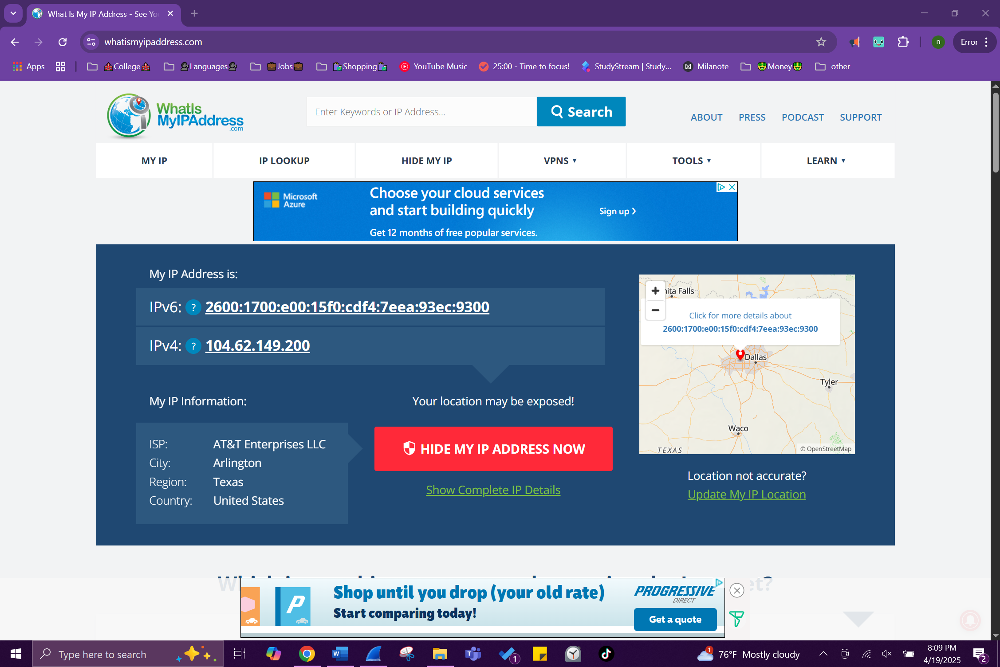 What Is My IP Address - See Yo
whatismyipaddress.com
n
Error
Apps
College
Languages
Jobs
Shopping
YouTube Music
25:00 - Time to focus!
StudyStream | Study...
Milanote
Money
other
WhatIs
MyIPAddress
.com
Enter Keywords or IP Address...
Search
ABOUT
PRESS
PODCAST
SUPPORT
MY IP
IP LOOKUP
HIDE MY IP
VPNS
TOOLS
LEARN
Microsoft
Azure
Choose your cloud services
and start building quickly
Get 12 months of free popular services.
Sign up
My IP Address is:
IPv6: ? 2600:1700:e00:15f0:cdf4:7eea:93ec:9300
IPv4: ? 104.62.149.200
My IP Information:
ISP: AT&T Enterprises LLC
City: Arlington
Region: Texas
Country: United States
Your location may be exposed!
HIDE MY IP ADDRESS NOW
Show Complete IP Details
+
ita Falls
−
Click for more details about
2600:1700:e00:15f0:cdf4:7eea:93ec:9300
Dallas
Tyler
Waco
TEXAS
© OpenStreetMap
Location not accurate?
Update My IP Location
et?
P
Shop until you drop (your old rate)
Start comparing today!
PROGRESSIVE
DIRECT
Get a quote
Type here to search
W
T
1
1
76°F Mostly cloudy
8:09 PM
4/19/2025
2